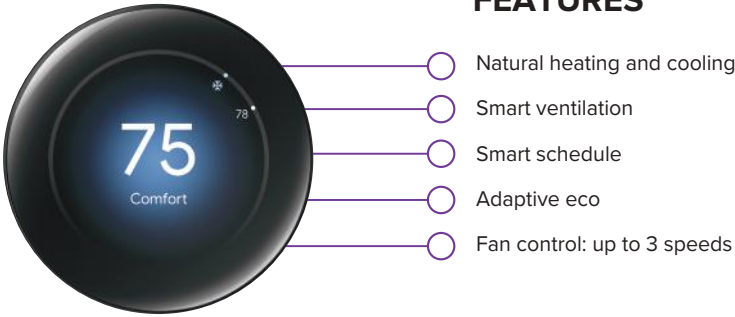 FEATURES
Natural heating and cooling
Smart ventilation
Smart schedule
Adaptive eco
Fan control: up to 3 speeds
78
75
Comfort